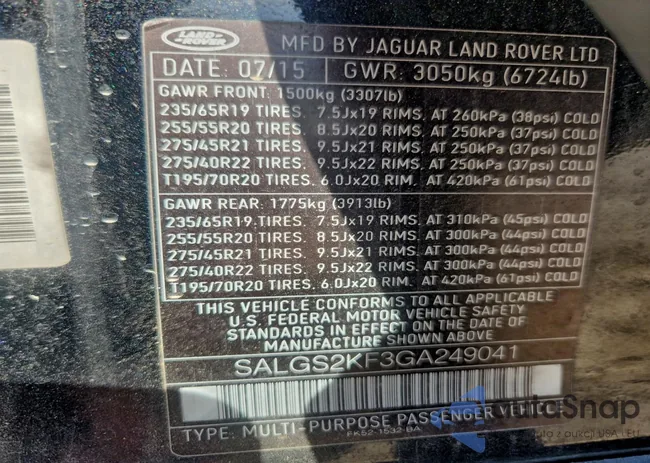 LAND-
ROVER
MFD BY JAGUAR LAND ROVER LTD
DATE: 07/15 GWR: 3050kg (6724lb)
GAWR FRONT: 1500kg (3307lb)
235/65R19 TIRES. 7.5Jx19 RIMS, AT 260kPa (38psi) COLD
255/55R20 TIRES. 8.5Jx20 RIMS, AT 250kPa (37psi) COLD
275/45R21 TIRES. 9.5Jx21 RIMS, AT 250kPa (37psi) COLD
275/40R22 TIRES. 9.5Jx22 RIMS, AT 250kPa (37psi) COLD
T195/70R20 TIRES. 6.0Jx20 RIM, AT 420kPa (61psi) COLD
GAWR REAR: 1775kg (3913lb)
235/65R19 TIRES. 7.5Jx19 RIMS, AT 310kPa (45psi) COLD
255/55R20 TIRES. 8.5Jx20 RIMS, AT 300kPa (44psi) COLD
275/45R21 TIRES. 9.5Jx21 RIMS, AT 300kPa (44psi) COLD
275/40R22 TIRES. 9.5Jx22 RIMS, AT 300kPa (44psi) COLD
T195/70R20 TIRES. 6.0Jx20 RIM, AT 420kPa (61psi) COLD
THIS VEHICLE CONFORMS TO ALL APPLICABLE
U.S. FEDERAL MOTOR VEHICLE SAFETY
STANDARDS IN EFFECT ON THE DATE OF
MANUFACTURE SHOWN ABOVE.
SALGS2KF3GA249041
TYPE: MULTI-PURPOSE PASSENGER VEHICLE
FK52-1532-BA
AutoSnap
auta z aukcji USA i EU